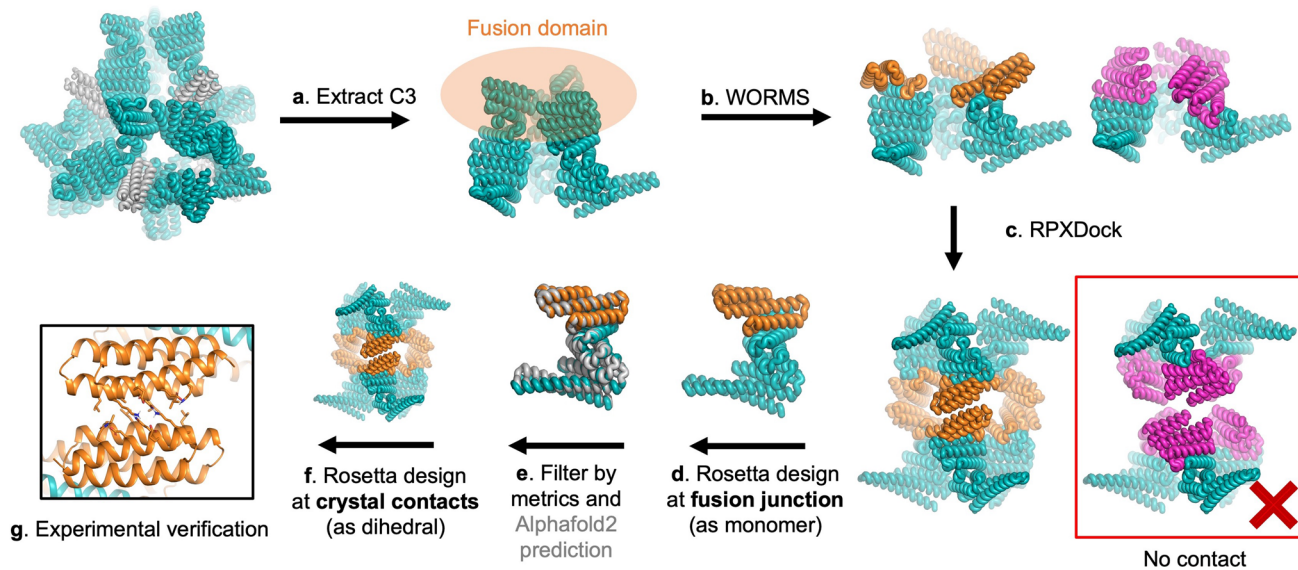 Fusion domain
a. Extract C3
b. WORMS
c. RPXDock
d. Rosetta design
at fusion junction
(as monomer)
e. Filter by
metrics and
Alphafold2
prediction
f. Rosetta design
at crystal contacts
(as dihedral)
g. Experimental verification
No contact